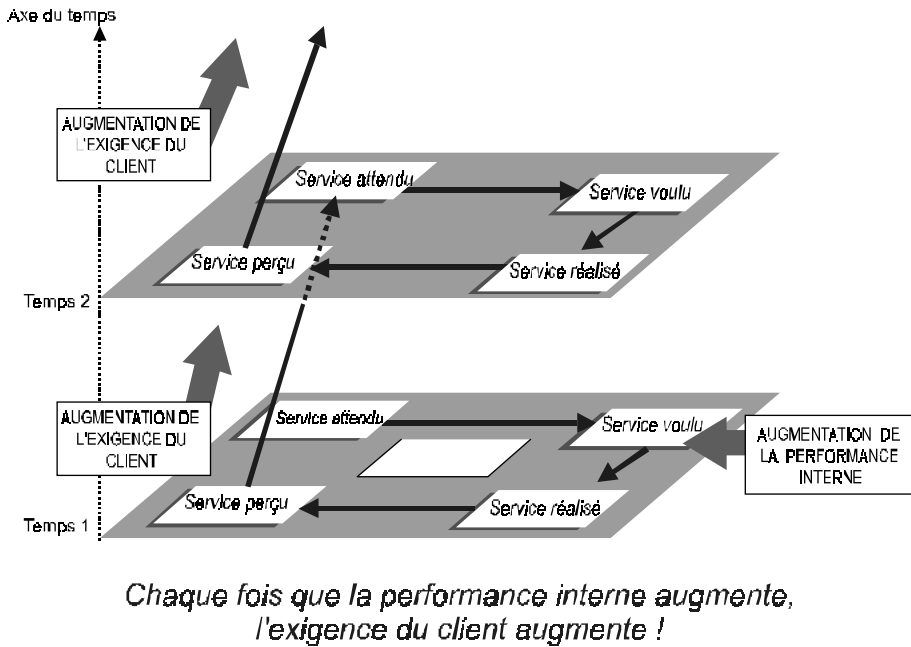 Axe du temps
AUGMENTATION DE
L'EXIGENCE DU
CLIENT
Service attendu
Service voulu
Service perçu
Service réalisé
Temps 2
AUGMENTATION DE
L'EXIGENCE DU
CLIENT
Service attendu
Service voulu
AUGMENTATION DE
LA PERFORMANCE
INTERNE
Service perçu
Service réalisé
Temps 1
Chaque fois que la performance interne augmente,
l'exigence du client augmente !